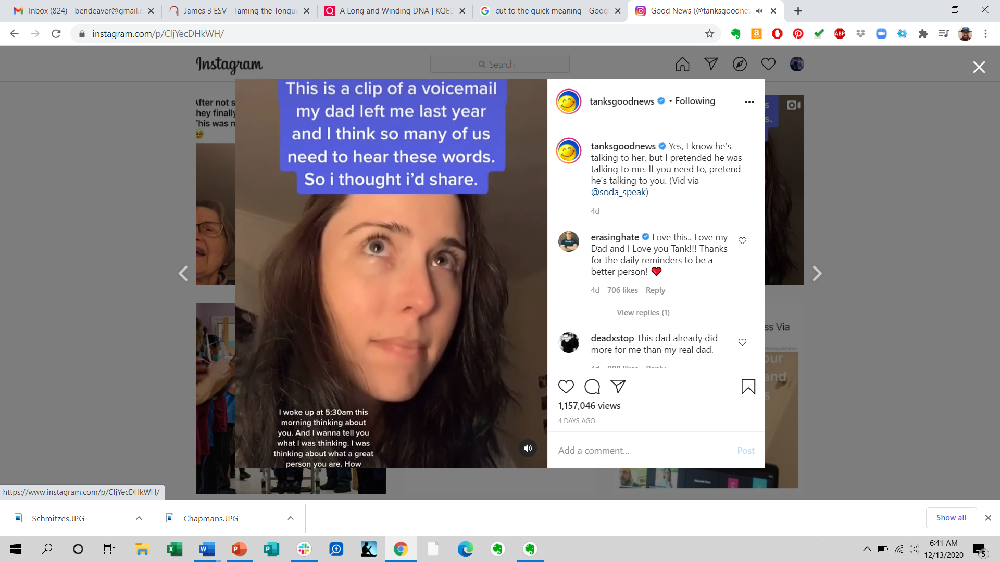 Inbox (824) - bendeaver@gmail.c
James 3 ESV - Taming the Tongue
A Long and Winding DNA | KQED
cut to the quick meaning - Goog
Good News (@tanksgoodne
instagram.com/p/CIjYecDHkWH/
Instagram
Search
After not s
hey finally
This was m
This is a clip of a voicemail
my dad left me last year
and I think so many of us
need to hear these words.
So i thought i'd share.
I woke up at 5:30am this
morning thinking about
you. And I wanna tell you
what I was thinking. I was
thinking about what a great
person you are. How
tanksgoodnews • Following
tanksgoodnews Yes, I know he's
talking to her, but I pretended he was
talking to me. If you need to, pretend
he's talking to you. (Vid via
@soda_speak)
4d
erasinghate Love this.. Love my
Dad and I Love you Tank!!! Thanks
for the daily reminders to be a
better person! ❤️
4d 706 likes Reply
View replies (1)
deadxstop This dad already did
more for me than my real dad.
1,157,046 views
4 DAYS AGO
Add a comment...
Post
s
s.
ss Via
tanksgoodnews
our
and
s
https://www.instagram.com/p/CIjYecDHkWH/
Schmitzes.JPG
Chapmans.JPG
Show all
6:41 AM
12/13/2020
5